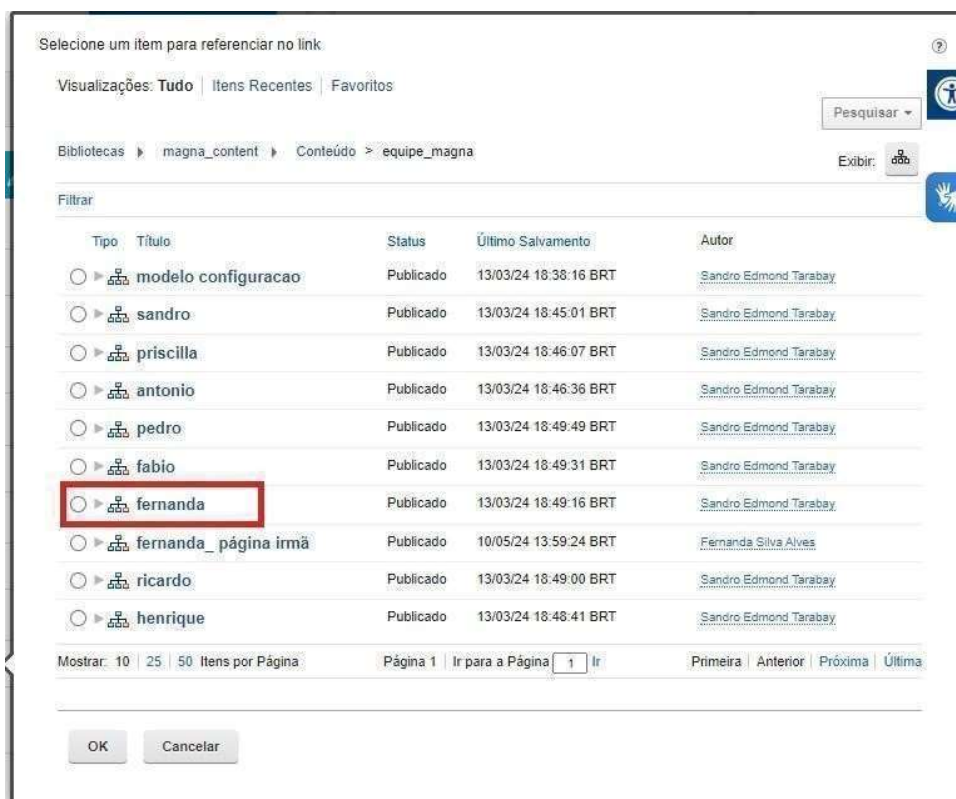 Selecione um item para referenciar no link
Visualizações: Tudo | Itens Recentes | Favoritos
Pesquisar
Bibliotecas magna_content Conteúdo > equipe_magna
Exibir:
Filtrar
Tipo Título Status Último Salvamento Autor
modelo configuracao Publicado 13/03/24 18:38:16 BRT Sandro Edmond Tarabay
sandro Publicado 13/03/24 18:45:01 BRT Sandro Edmond Tarabay
priscilla Publicado 13/03/24 18:46:07 BRT Sandro Edmond Tarabay
antonio Publicado 13/03/24 18:46:36 BRT Sandro Edmond Tarabay
pedro Publicado 13/03/24 18:49:49 BRT Sandro Edmond Tarabay
fabio Publicado 13/03/24 18:49:31 BRT Sandro Edmond Tarabay
fernanda Publicado 13/03/24 18:49:16 BRT Sandro Edmond Tarabay
fernanda_ página irmã Publicado 10/05/24 13:59:24 BRT Fernanda Silva Alves
ricardo Publicado 13/03/24 18:49:00 BRT Sandro Edmond Tarabay
henrique Publicado 13/03/24 18:48:41 BRT Sandro Edmond Tarabay
Mostrar: 10 | 25 | 50 Itens por Página Página 1 | Ir para a Página 1 Ir Primeira | Anterior | Próxima | Última
OK Cancelar